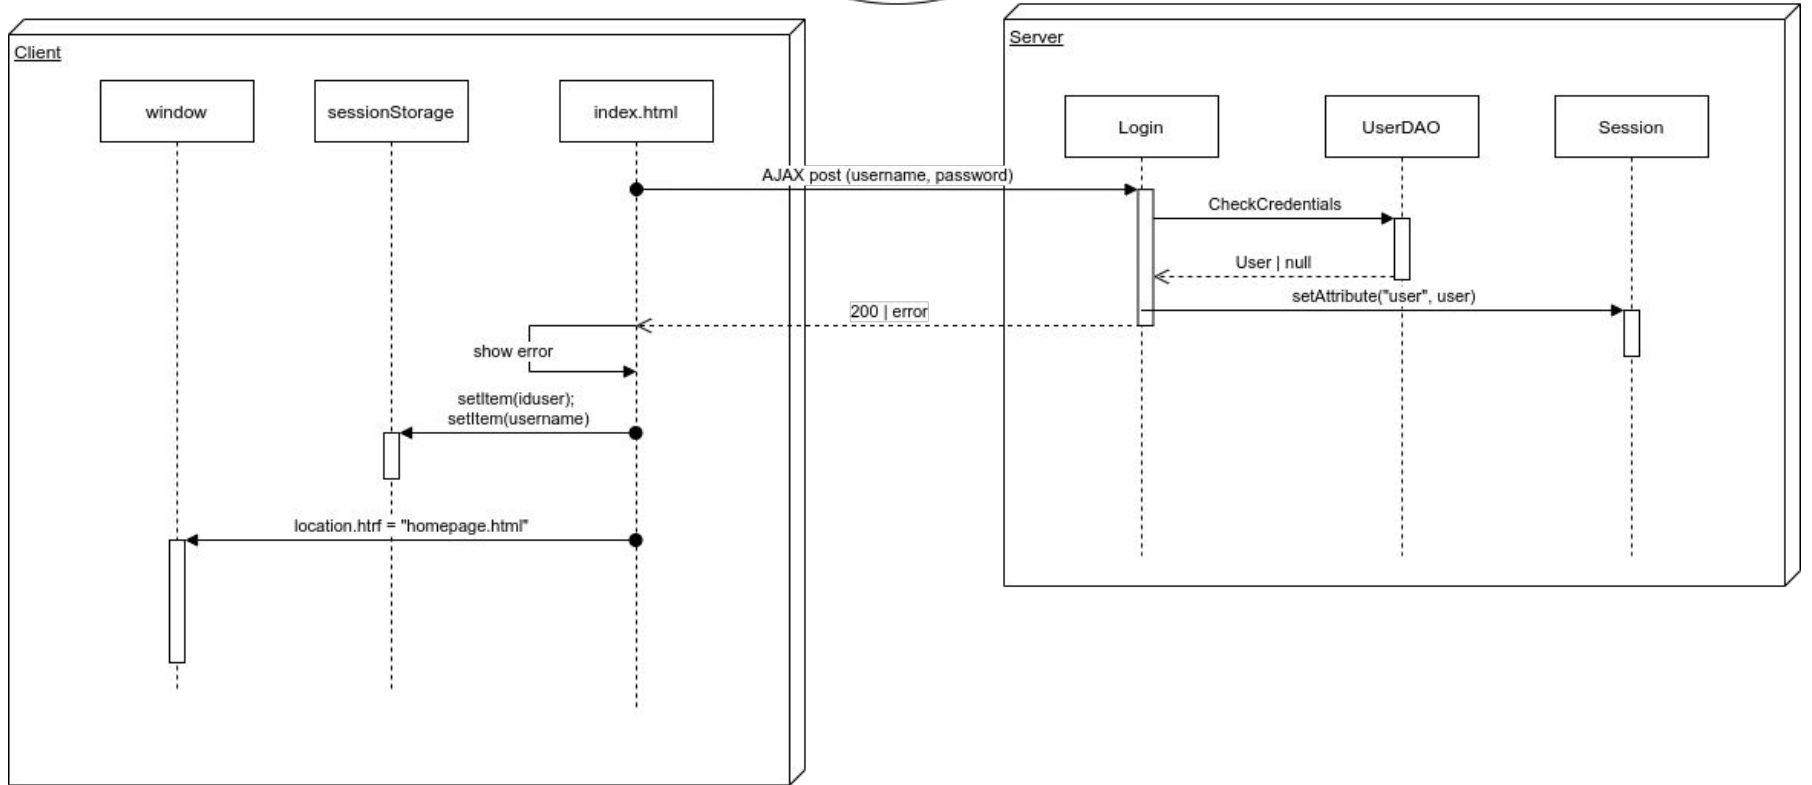 Client
Server
window
sessionStorage
index.html
Login
UserDAO
Session
AJAX post (username, password)
CheckCredentials
User | null
setAttribute("user", user)
200 | error
show error
setItem(iduser);
setItem(username)
location.htrf = "homepage.html"